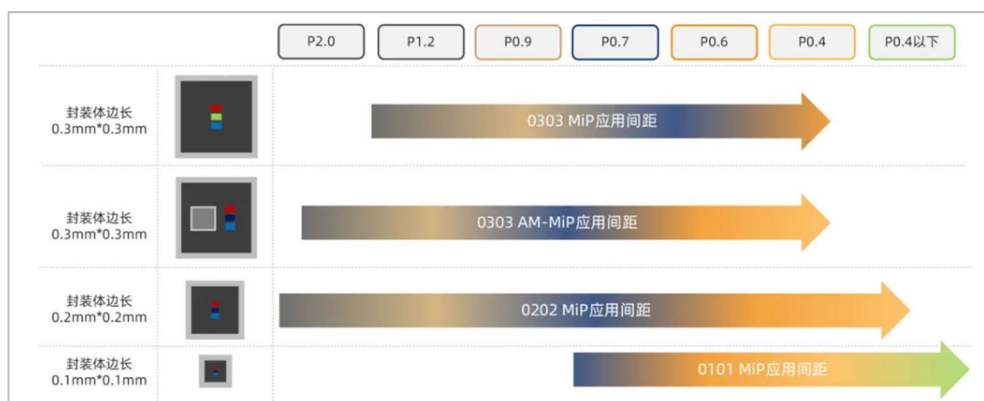 P2.0 P1.2 P0.9 P0.7 P0.6 P0.4 P0.4以下
封装体边长
0.3mm*0.3mm
0303 MiP应用间距
封装体边长
0.3mm*0.3mm
0303 AM-MiP应用间距
封装体边长
0.2mm*0.2mm
0202 MiP应用间距
封装体边长
0.1mm*0.1mm
0101 MiP应用间距